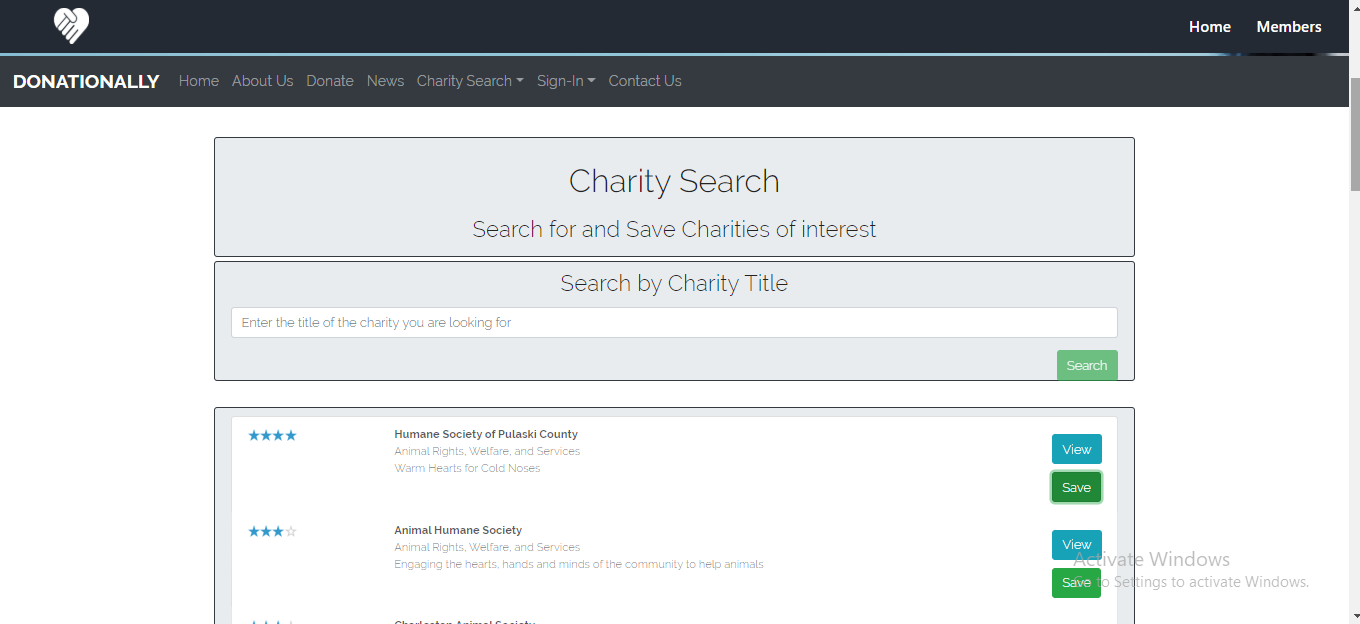 Home Members
DONATIONALLY Home About Us Donate News Charity Search Sign-In Contact Us
Charity Search
Search for and Save Charities of interest
Search by Charity Title
Enter the title of the charity you are looking for
Search
Humane Society of Pulaski County
Animal Rights, Welfare, and Services
Warm Hearts for Cold Noses
View
Save
Animal Humane Society
Animal Rights, Welfare, and Services
Engaging the hearts, hands and minds of the community to help animals
View
Save
Activate Windows
Go to Settings to activate Windows.
Charleston Animal Society